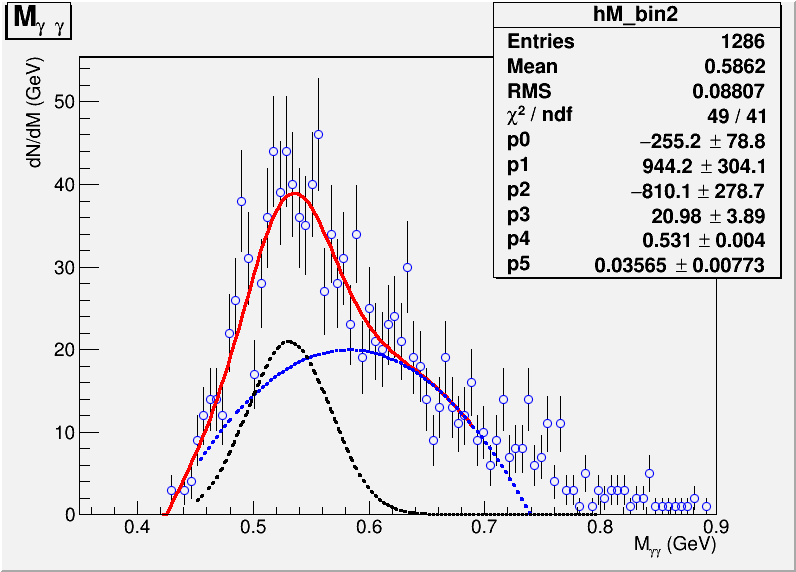 M γ γ
hM_bin2
Entries 1286
Mean 0.5862
RMS 0.08807
χ² / ndf 49 / 41
p0 −255.2 ± 78.8
p1 944.2 ± 304.1
p2 −810.1 ± 278.7
p3 20.98 ± 3.89
p4 0.531 ± 0.004
p5 0.03565 ± 0.00773
dN/dM (GeV)
50
40
30
20
10
0
0.4 0.5 0.6 0.7 0.8 0.9
Mγγ (GeV)